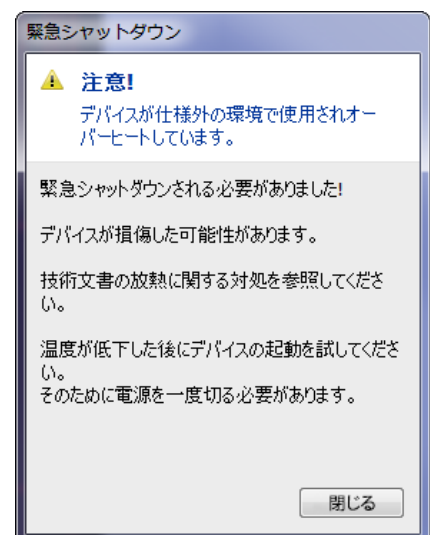 緊急シャットダウン
注意!
デバイスが仕様外の環境で使用されオー
バーヒートしています。
緊急シャットダウンされる必要がありました!
デバイスが損傷した可能性があります。
技術文書の放熱に関する対処を参照してくださ
い。
温度が低下した後にデバイスの起動を試してくださ
い。
そのために電源を一度切る必要があります。
閉じる